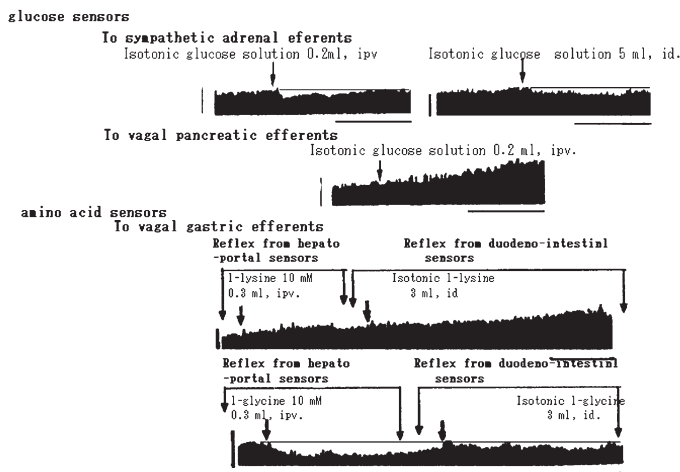 glucose sensors
To sympathetic adrenal efferents
Isotonic glucose solution 0.2ml, ipv
Isotonic glucose solution 5 ml, id.
To vagal pancreatic efferents
Isotonic glucose solution 0.2 ml, ipv.
amino acid sensors
To vagal gastric efferents
Reflex from hepato
-portal sensors
Reflex from duodeno-intestinl
sensors
l-lysine 10 mM
0.3 ml, ipv.
Isotonic l-lysine
3 ml, id
Reflex from hepato
-portal sensors
Reflex from duodeno-intestinl
sensors
l-glycine 10 mM
0.3 ml, ipv.
Isotonic l-glycine
3 ml, id.